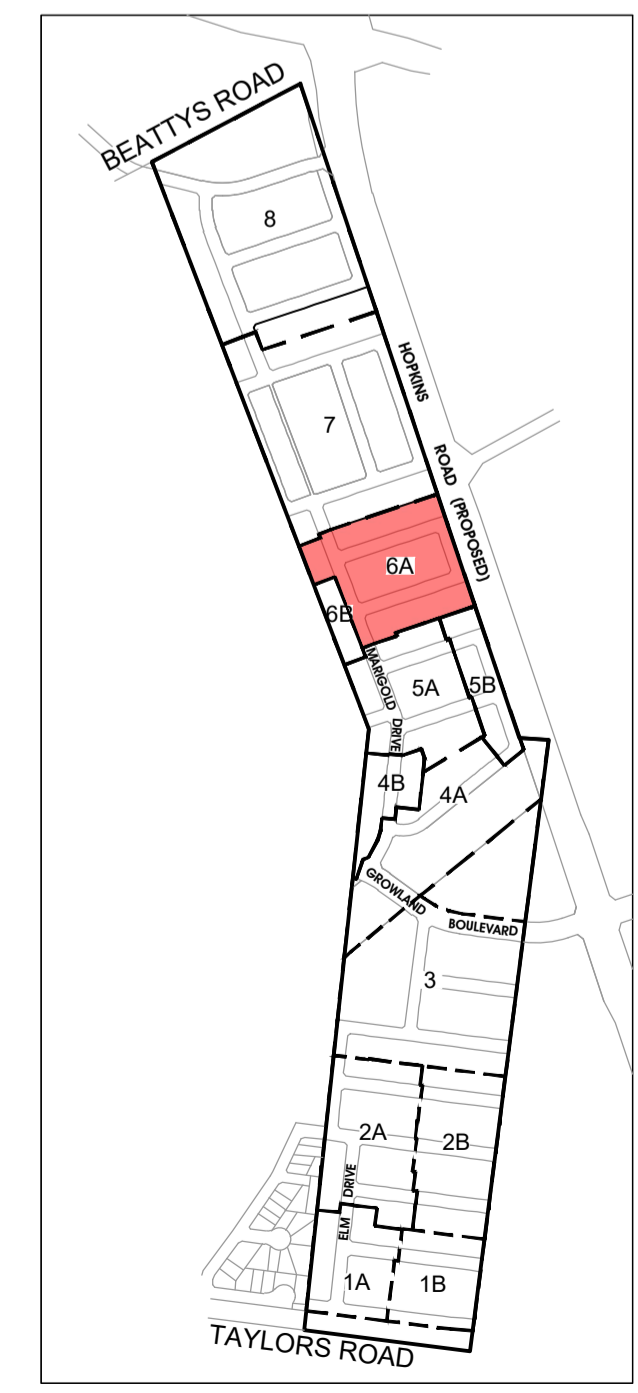 BEATTYS ROAD
8
HOPKINS
ROAD (PROPOSED)
7
6A
6B
MARIGOLD DRIVE
5A
5B
4B
4A
GROWLAND
BOULEVARD
3
2A
2B
ELM DRIVE
1A
1B
TAYLORS ROAD